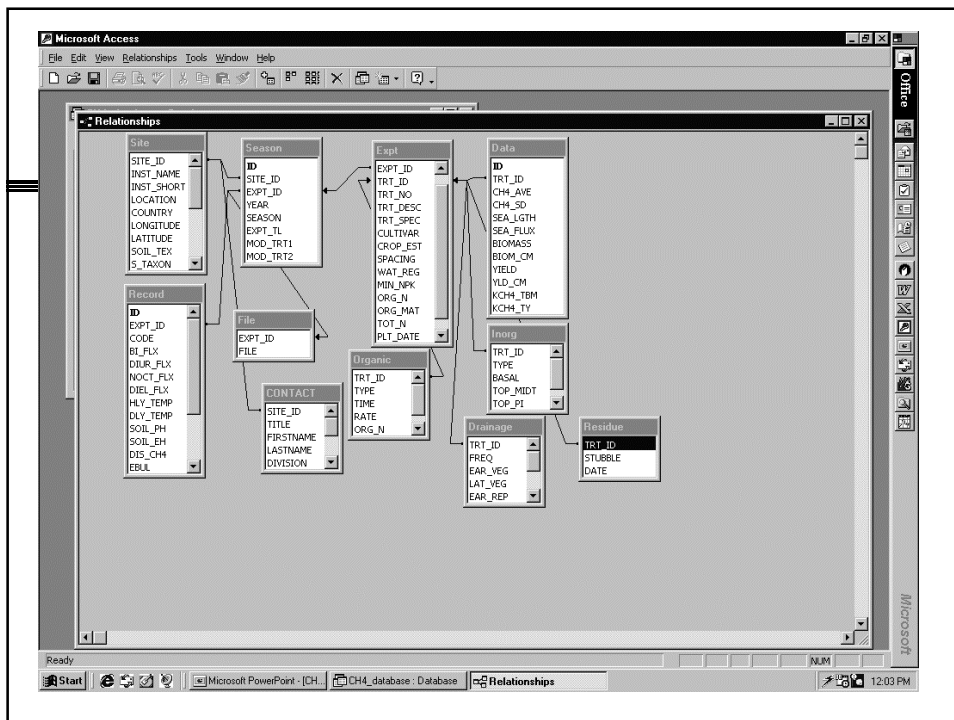 Microsoft Access
File Edit View Relationships Tools Window Help
Relationships
Site
SITE_ID
INST_NAME
INST_SHORT
LOCATION
COUNTRY
LONGITUDE
LATITUDE
SOIL_TEX
S_TAXON
Season
ID
SITE_ID
EXPT_ID
YEAR
SEASON
EXPT_TL
MOD_TRT1
MOD_TRT2
Expt
EXPT_ID
TRT_ID
TRT_NO
TRT_DESC
TRT_SPEC
CULTIVAR
CROP_EST
SPACING
WAT_REG
MIN_NPK
ORG_N
ORG_MAT
TOT_N
PLT_DATE
Data
ID
TRT_ID
CH4_AVE
CH4_SD
SEA_LGTH
SEA_FLUX
BIOMASS
BIOM_CM
YIELD
YLD_CM
KCH4_TBM
KCH4_TY
Record
ID
EXPT_ID
CODE
BI_FLX
DIUR_FLX
NOCT_FLX
DIEL_FLX
HLY_TEMP
DLY_TEMP
SOIL_PH
SOIL_EH
DIS_CH4
EBUL
File
EXPT_ID
FILE
CONTACT
SITE_ID
TITLE
FIRSTNAME
LASTNAME
DIVISION
Organic
TRT_ID
TYPE
TIME
RATE
ORG_N
Inorg
TRT_ID
TYPE
BASAL
TOP_MIDT
TOP_PI
Drainage
TRT_ID
FREQ
EAR_VEG
LAT_VEG
EAR_REP
Residue
TRT_ID
STUBBLE
DATE
Office
Microsoft
Ready
NUM
Start
Microsoft PowerPoint - [CH...
CH4_database : Database
Relationships
12:03 PM